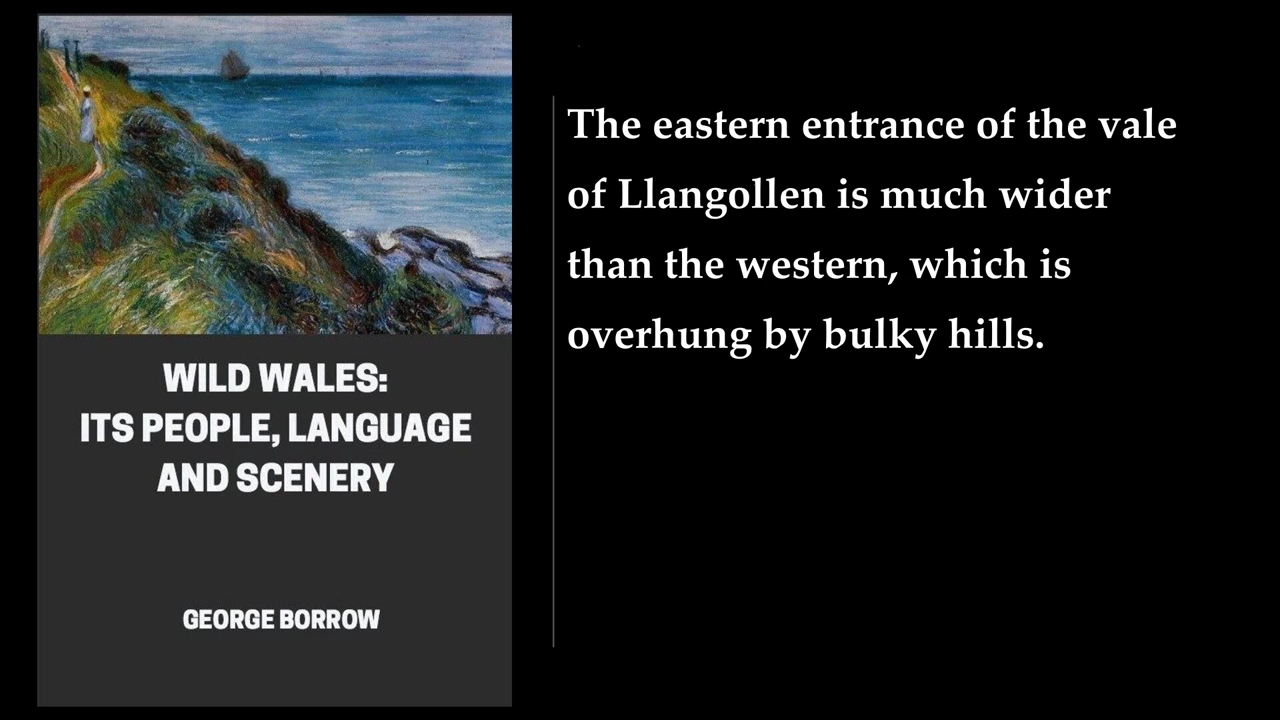 WILD WALES:
ITS PEOPLE, LANGUAGE
AND SCENERY
GEORGE BORROW
The eastern entrance of the vale
of Llangollen is much wider
than the western, which is
overhung by bulky hills.